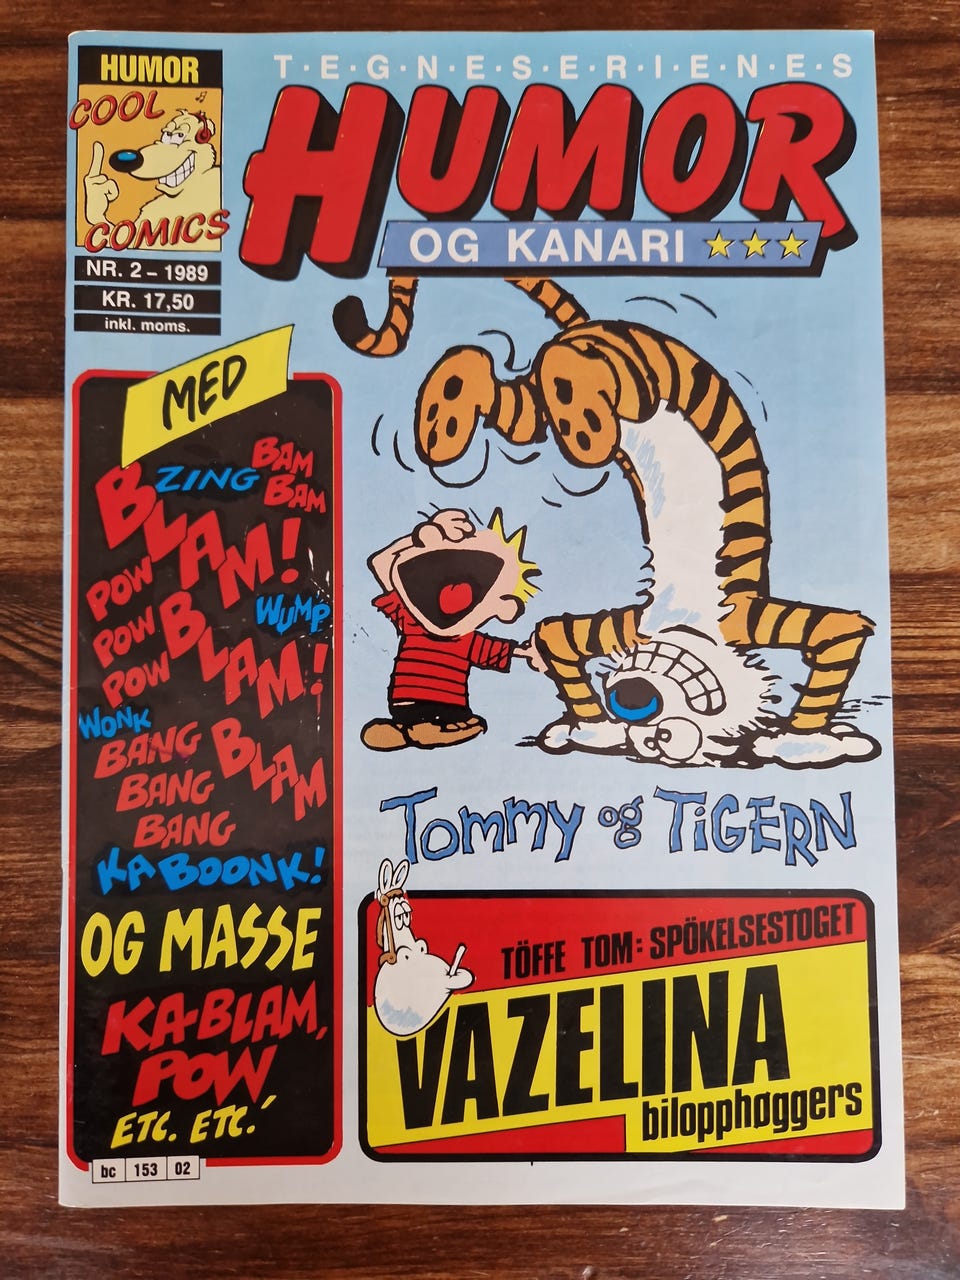 HUMOR
COOL
COMICS
NR. 2 – 1989
KR. 17,50
inkl. moms.
T·E·G·N·E·S·E·R·I·E·N·E·S
HUMOR
OG KANARI
MED
ZING
BAM
BAM
BLAM!
POW
POW
POW
WUMP
BLAM!
WONK
BANG
BANG
BANG
BLAM
KABOONK!
OG MASSE
KA-BLAM,
POW
ETC. ETC.!
bc 153 02
Tommy og TIGERN
TÖFFE TOM: SPÖKELSESTOGET
VAZELINA
bilopphøggers